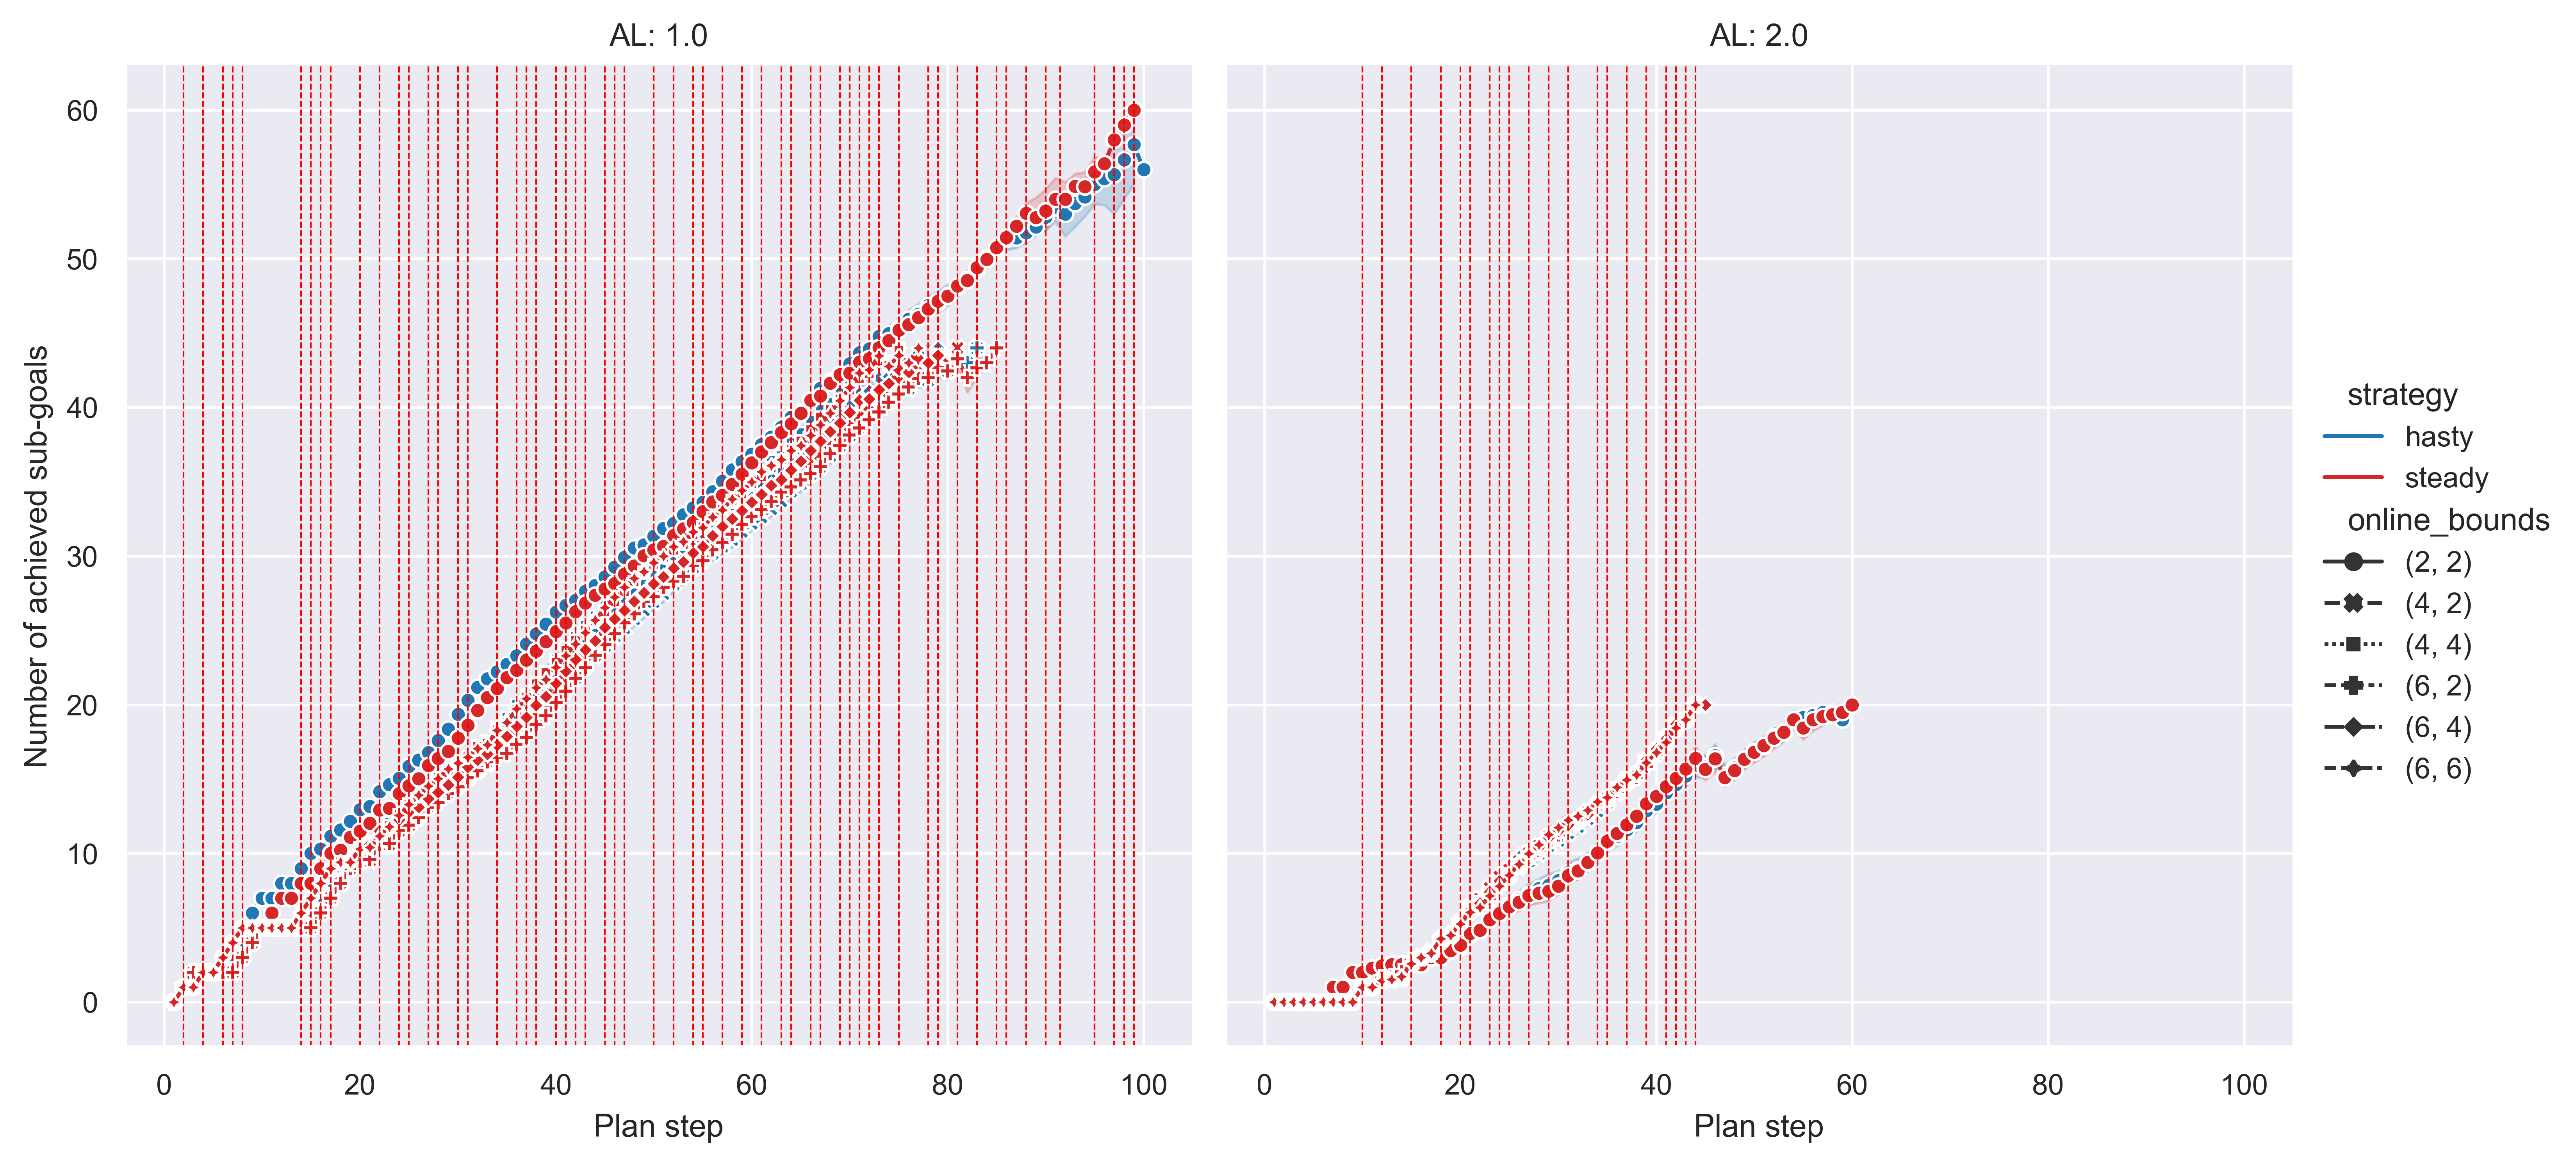 AL: 1.0
AL: 2.0
Number of achieved sub-goals
60
50
40
30
20
10
0
0 20 40 60 80 100
0 20 40 60 80 100
Plan step
Plan step
strategy
hasty
steady
online_bounds
(2, 2)
(4, 2)
(4, 4)
(6, 2)
(6, 4)
(6, 6)